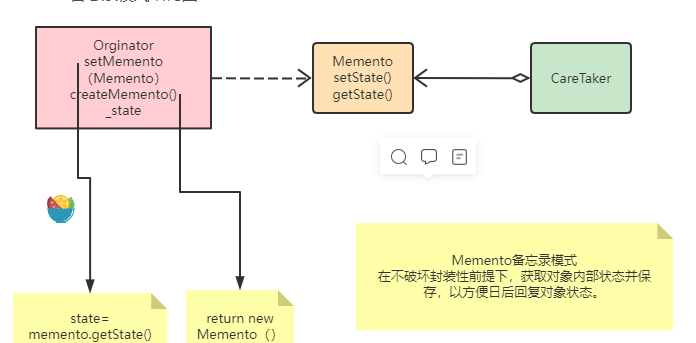 Orginator
setMemento
（Memento）
createMemento()
_state
Memento
setState()
getState()
CareTaker
Memento备忘录模式
在不破坏封装性前提下，获取对象内部状态并保
存，以方便日后回复对象状态。
state=
memento.getState()
return new
Memento（）